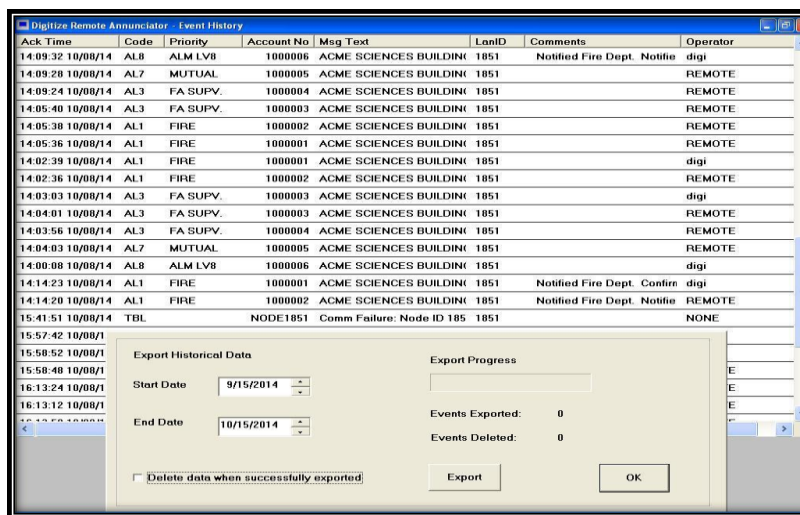 Digitize Remote Annunciator - Event History
Ack Time Code Priority Account No Msg Text LanID Comments Operator
14:09:32 10/08/14 AL8 ALM LV8 1000006 ACME SCIENCES BUILDIN( 1851 Notified Fire Dept. Notifie digi
14:09:28 10/08/14 AL7 MUTUAL 1000005 ACME SCIENCES BUILDIN( 1851 REMOTE
14:09:24 10/08/14 AL3 FA SUPV. 1000004 ACME SCIENCES BUILDIN( 1851 REMOTE
14:05:40 10/08/14 AL3 FA SUPV. 1000003 ACME SCIENCES BUILDIN( 1851 REMOTE
14:05:38 10/08/14 AL1 FIRE 1000002 ACME SCIENCES BUILDIN( 1851 REMOTE
14:05:36 10/08/14 AL1 FIRE 1000001 ACME SCIENCES BUILDIN( 1851 REMOTE
14:02:39 10/08/14 AL1 FIRE 1000001 ACME SCIENCES BUILDIN( 1851 digi
14:02:36 10/08/14 AL1 FIRE 1000002 ACME SCIENCES BUILDIN( 1851 REMOTE
14:03:03 10/08/14 AL3 FA SUPV. 1000003 ACME SCIENCES BUILDIN( 1851 digi
14:04:01 10/08/14 AL3 FA SUPV. 1000003 ACME SCIENCES BUILDIN( 1851 REMOTE
14:03:56 10/08/14 AL3 FA SUPV. 1000004 ACME SCIENCES BUILDIN( 1851 REMOTE
14:04:03 10/08/14 AL7 MUTUAL 1000005 ACME SCIENCES BUILDIN( 1851 REMOTE
14:00:08 10/08/14 AL8 ALM LV8 1000006 ACME SCIENCES BUILDIN( 1851 digi
14:14:23 10/08/14 AL1 FIRE 1000001 ACME SCIENCES BUILDIN( 1851 Notified Fire Dept. Confirn digi
14:14:20 10/08/14 AL1 FIRE 1000002 ACME SCIENCES BUILDIN( 1851 Notified Fire Dept. Notifie REMOTE
15:41:51 10/08/14 TBL NODE1851 Comm Failure: Node ID 185 1851 NONE
15:57:42 10/08/1
15:58:52 10/08/1
15:58:48 10/08/1 E
16:13:24 10/08/1 E
16:13:12 10/08/1 E
Export Historical Data
Export Progress
Start Date 9/15/2014
End Date 10/15/2014
Events Exported: 0
Events Deleted: 0
Delete data when successfully exported
Export
OK